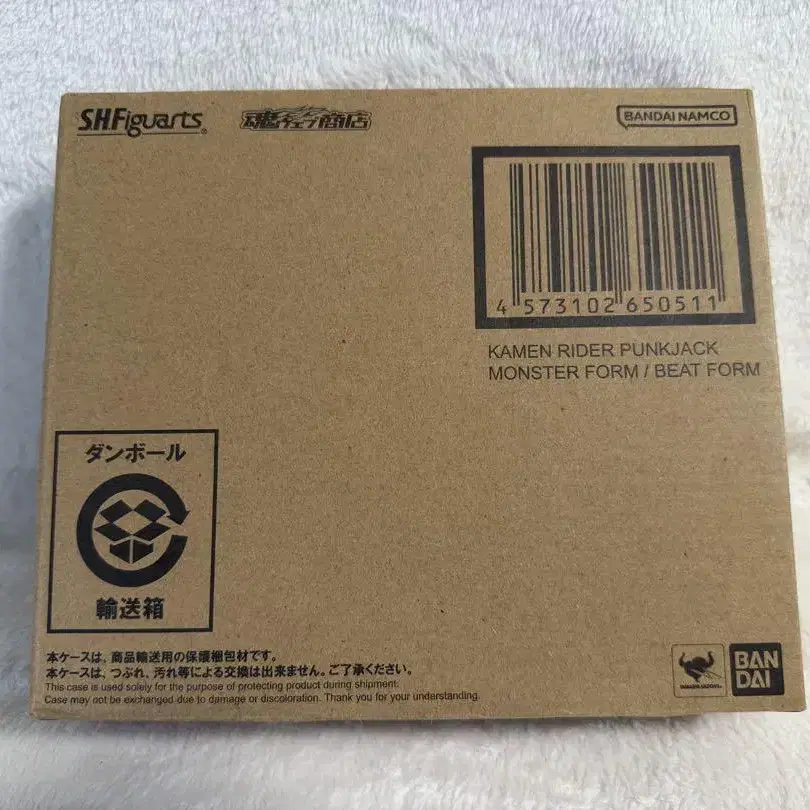 S.H.Figuarts
魂ウェブ商店
BANDAI NAMCO
4 573102 650511
KAMEN RIDER PUNKJACK
MONSTER FORM / BEAT FORM
ダンボール
輸送箱
本ケースは、商品輸送用の保護梱包材です。
本ケースは、つぶれ、汚れ等による交換は出来ません。ご了承ください。
This case is used solely for the purpose of protecting product during shipment.
Case may not be exchanged due to damage or discoloration. Thank you for your understanding.
BAN
DAI